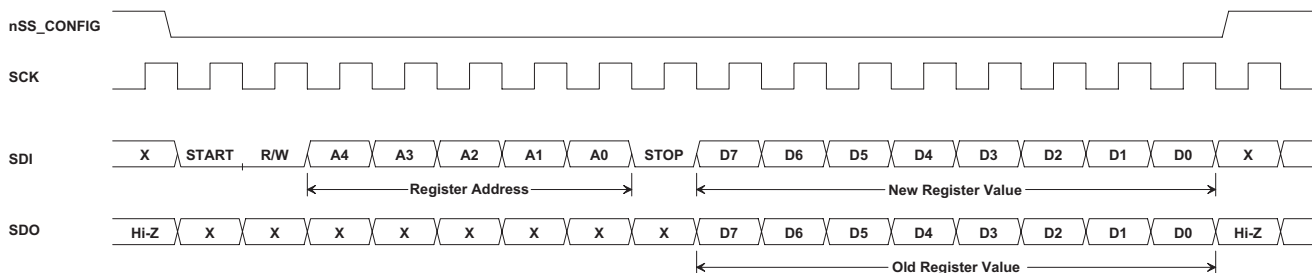 nSS_CONFIG
SCK
SDI X START R/W A4 A3 A2 A1 A0 STOP D7 D6 D5 D4 D3 D2 D1 D0 X
Register Address New Register Value
SDO Hi-Z X X X X X X X X D7 D6 D5 D4 D3 D2 D1 D0 Hi-Z
Old Register Value